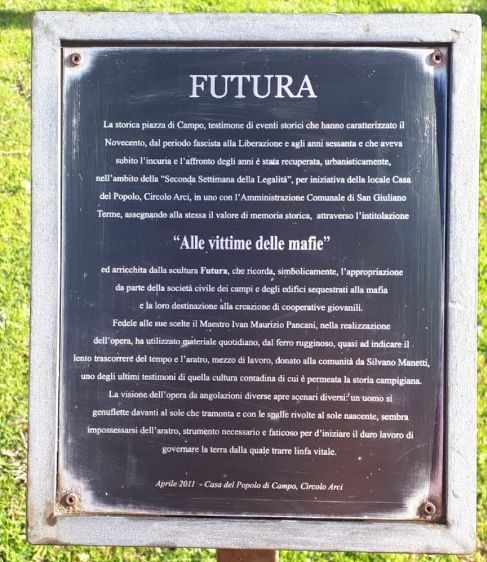 FUTURA
La storica piazza di Campo, testimone di eventi storici che hanno caratterizzato il
Novecento, dal periodo fascista alla Liberazione e agli anni sessanta e che aveva
subito l'incuria e l'affronto degli anni è stata recuperata, urbanisticamente,
nell'ambito della "Seconda Settimana della Legalità", per iniziativa della locale Casa
del Popolo, Circolo Arci, in uno con l'Amministrazione Comunale di San Giuliano
Terme, assegnando alla stessa il valore di memoria storica, attraverso l'intitolazione
"Alle vittime delle mafie"
ed arricchita dalla scultura Futura, che ricorda, simbolicamente, l'appropriazione
da parte della società civile dei campi e degli edifici sequestrati alla mafia
e la loro destinazione alla creazione di cooperative giovanili.
Fedele alle sue scelte il Maestro Ivan Maurizio Pancani, nella realizzazione
dell'opera, ha utilizzato materiale quotidiano, dal ferro rugginoso, quasi ad indicare il
lento trascorrere del tempo e l'aratro, mezzo di lavoro, donato alla comunità da Silvano Manetti,
uno degli ultimi testimoni di quella cultura contadina di cui è permeata la storia campigiana.
La visione dell'opera da angolazioni diverse apre scenari diversi: un uomo si
genuflette davanti al sole che tramonta e con le spalle rivolte al sole nascente, sembra
impossessarsi dell'aratro, strumento necessario e faticoso per d'iniziare il duro lavoro di
governare la terra dalla quale trarre linfa vitale.
Aprile 2011 - Casa del Popolo di Campo, Circolo Arci